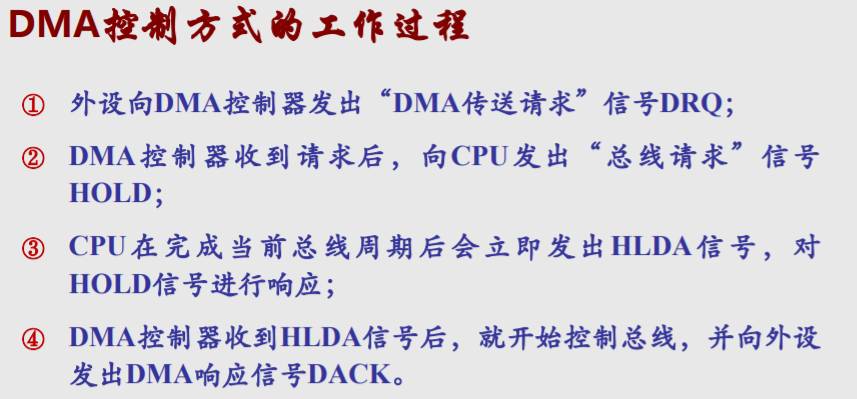 DMA控制方式的工作过程
① 外设向DMA控制器发出“DMA传送请求”信号DRQ；
② DMA控制器收到请求后，向CPU发出“总线请求”信号
HOLD；
③ CPU在完成当前总线周期后会立即发出HLDA信号，对
HOLD信号进行响应；
④ DMA控制器收到HLDA信号后，就开始控制总线，并向外设
发出DMA响应信号DACK。